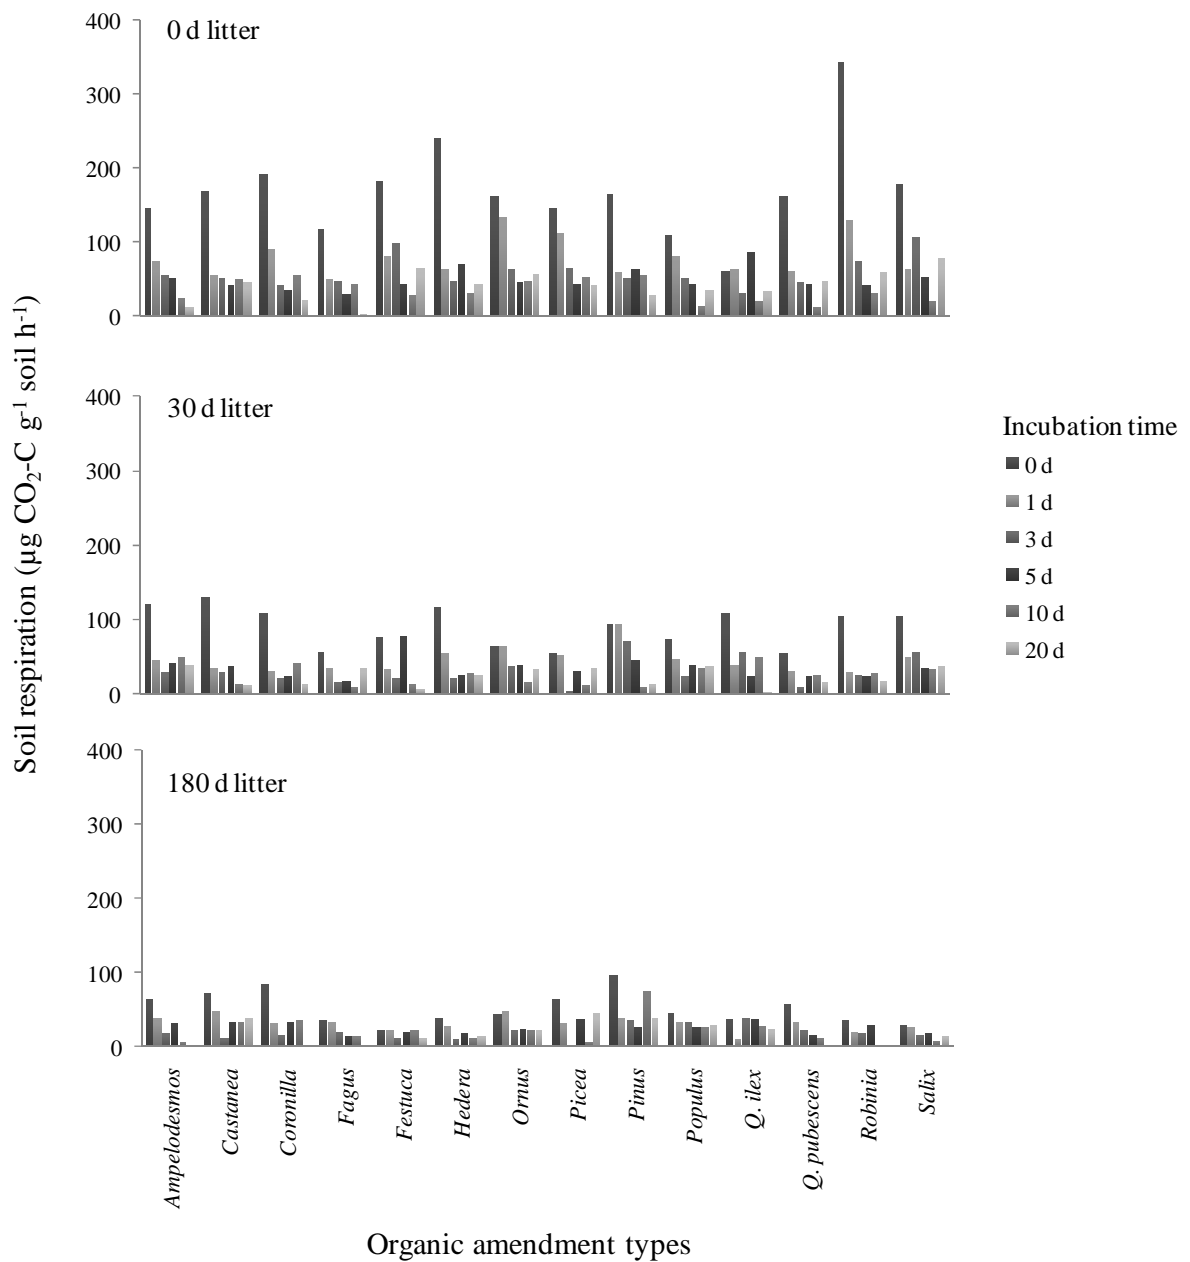 400
0 d litter
300
200
100
0
400
30 d litter
300
200
100
0
400
180 d litter
300
200
100
0
Soil respiration (µg CO₂-C g⁻¹ soil h⁻¹)
Incubation time
0 d
1 d
3 d
5 d
10 d
20 d
Ampelodesmos
Castanea
Coronilla
Fagus
Festuca
Hedera
Ornus
Picea
Pinus
Populus
Q. ilex
Q. pubescens
Robinia
Salix
Organic amendment types